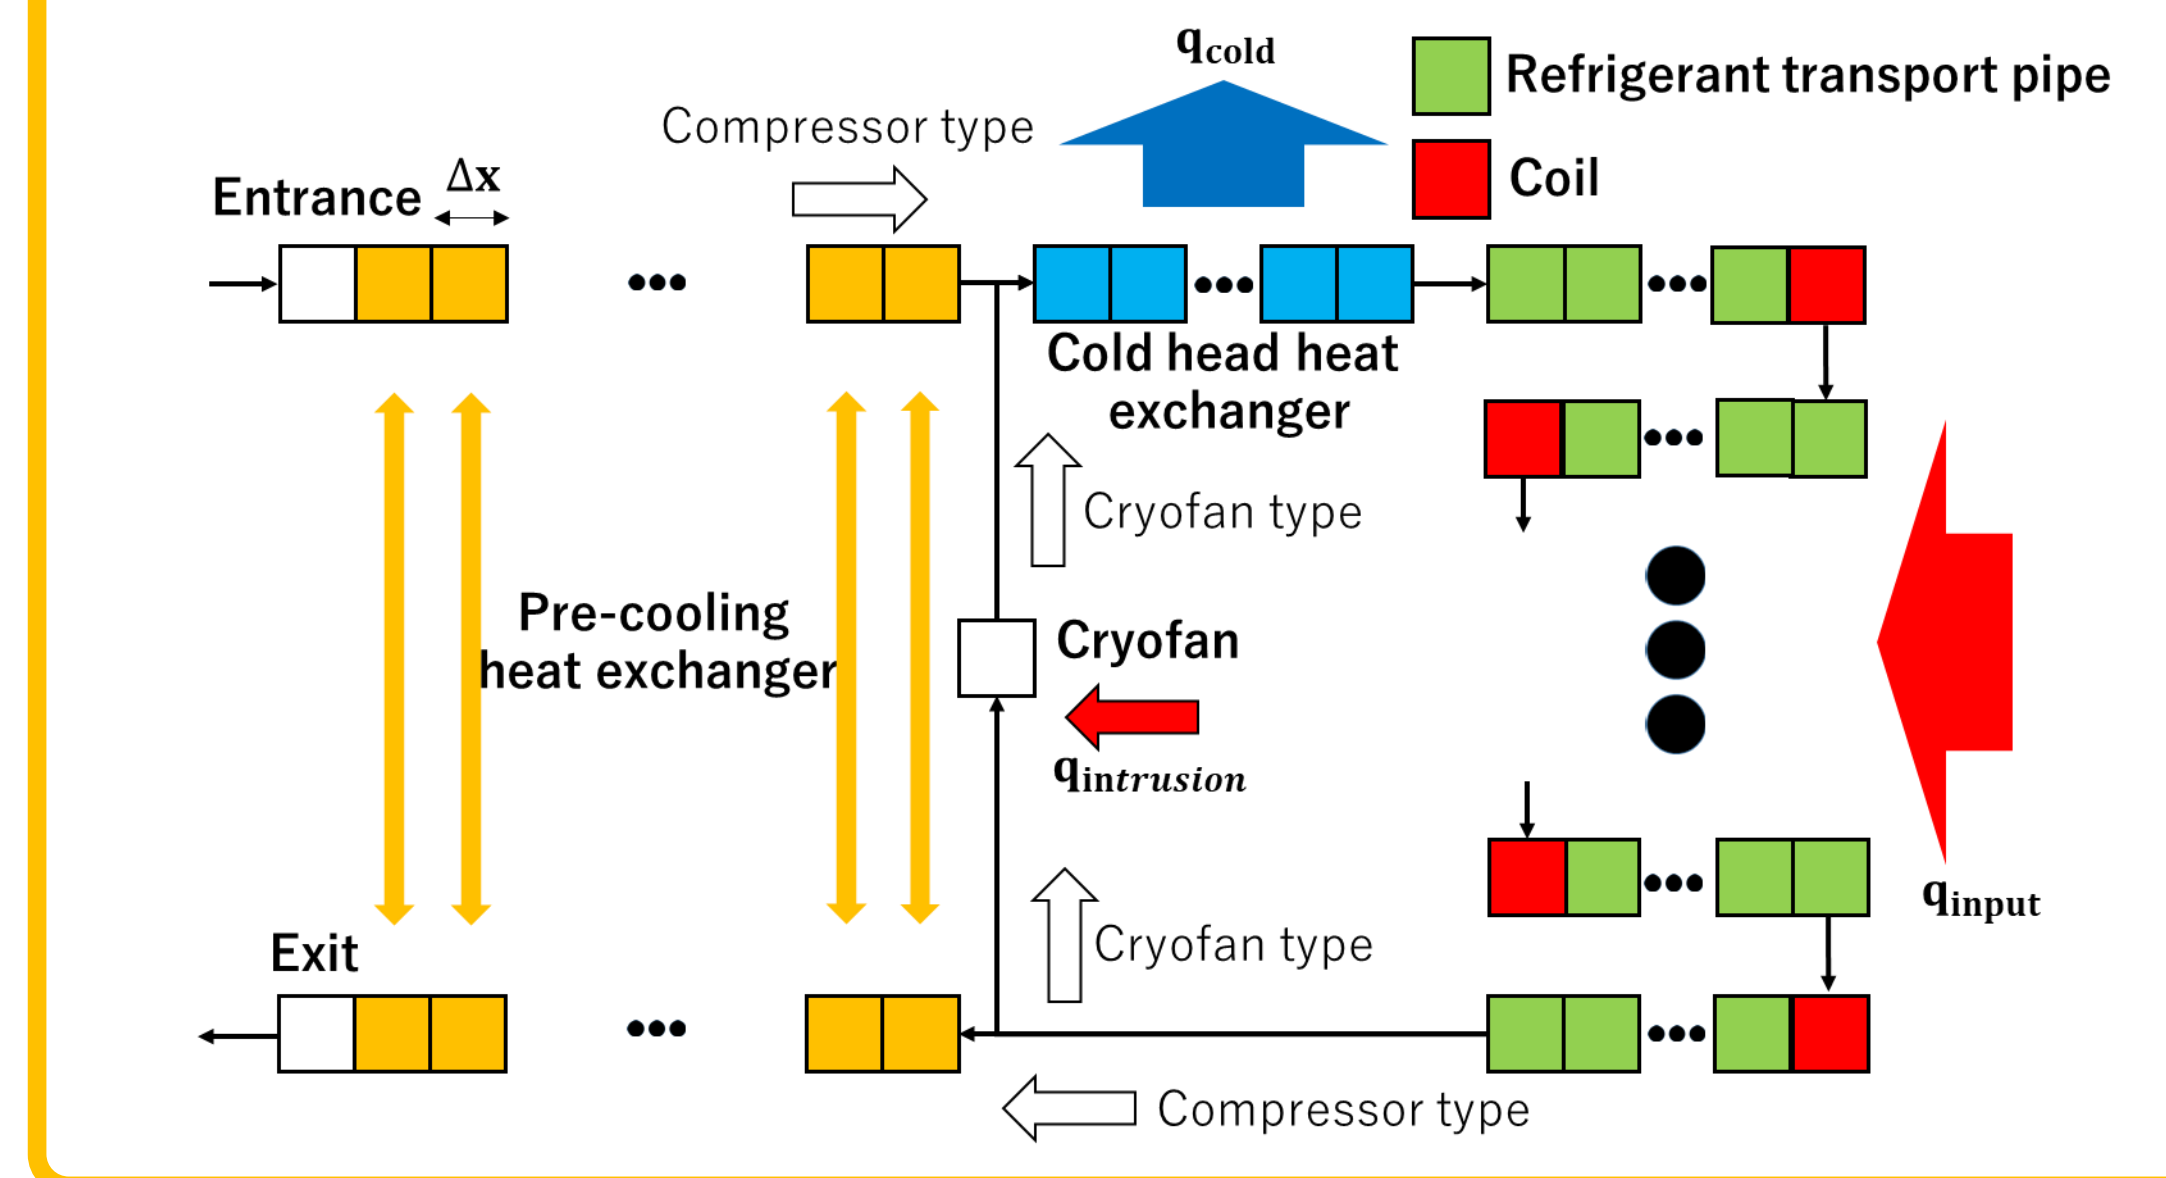 q_cold
Refrigerant transport pipe
Compressor type
Coil
Entrance
Δx
Cold head heat
exchanger
Cryofan type
Pre-cooling
heat exchanger
Cryofan
q_intrusion
q_input
Exit
Cryofan type
Compressor type